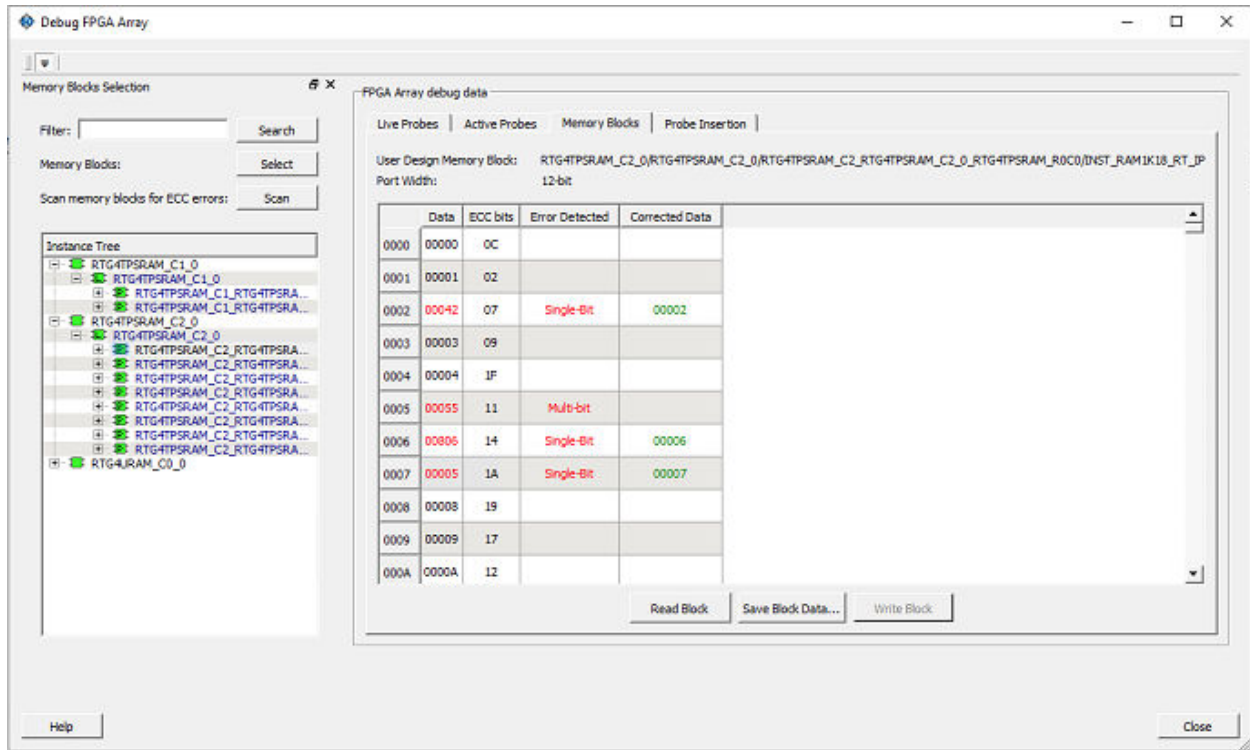 Debug FPGA Array
Memory Blocks Selection
Filter:
Search
Memory Blocks:
Select
Scan memory blocks for ECC errors:
Scan
Instance Tree
RTG4TPSRAM_C1_0
RTG4TPSRAM_C1_0
RTG4TPSRAM_C1_RTG4TPSRA...
RTG4TPSRAM_C1_RTG4TPSRA...
RTG4TPSRAM_C2_0
RTG4TPSRAM_C2_0
RTG4TPSRAM_C2_RTG4TPSRA...
RTG4TPSRAM_C2_RTG4TPSRA...
RTG4TPSRAM_C2_RTG4TPSRA...
RTG4TPSRAM_C2_RTG4TPSRA...
RTG4TPSRAM_C2_RTG4TPSRA...
RTG4TPSRAM_C2_RTG4TPSRA...
RTG4TPSRAM_C2_RTG4TPSRA...
RTG4TPSRAM_C2_RTG4TPSRA...
RTG4URAM_C0_0
FPGA Array debug data
Live Probes Active Probes Memory Blocks Probe Insertion
User Design Memory Block: RTG4TPSRAM_C2_0/RTG4TPSRAM_C2_0/RTG4TPSRAM_C2_RTG4TPSRAM_C2_0_RTG4TPSRAM_R0C0/INST_RAM1K18_RT_IP
Port Width: 12-bit
Data ECC bits Error Detected Corrected Data
0000 00000 0C
0001 00001 02
0002 00042 07 Single-Bit 00002
0003 00003 09
0004 00004 1F
0005 00055 11 Multi-bit
0006 00806 14 Single-Bit 00006
0007 00005 1A Single-Bit 00007
0008 00008 19
0009 00009 17
000A 0000A 12
Read Block Save Block Data... Write Block
Help
Close